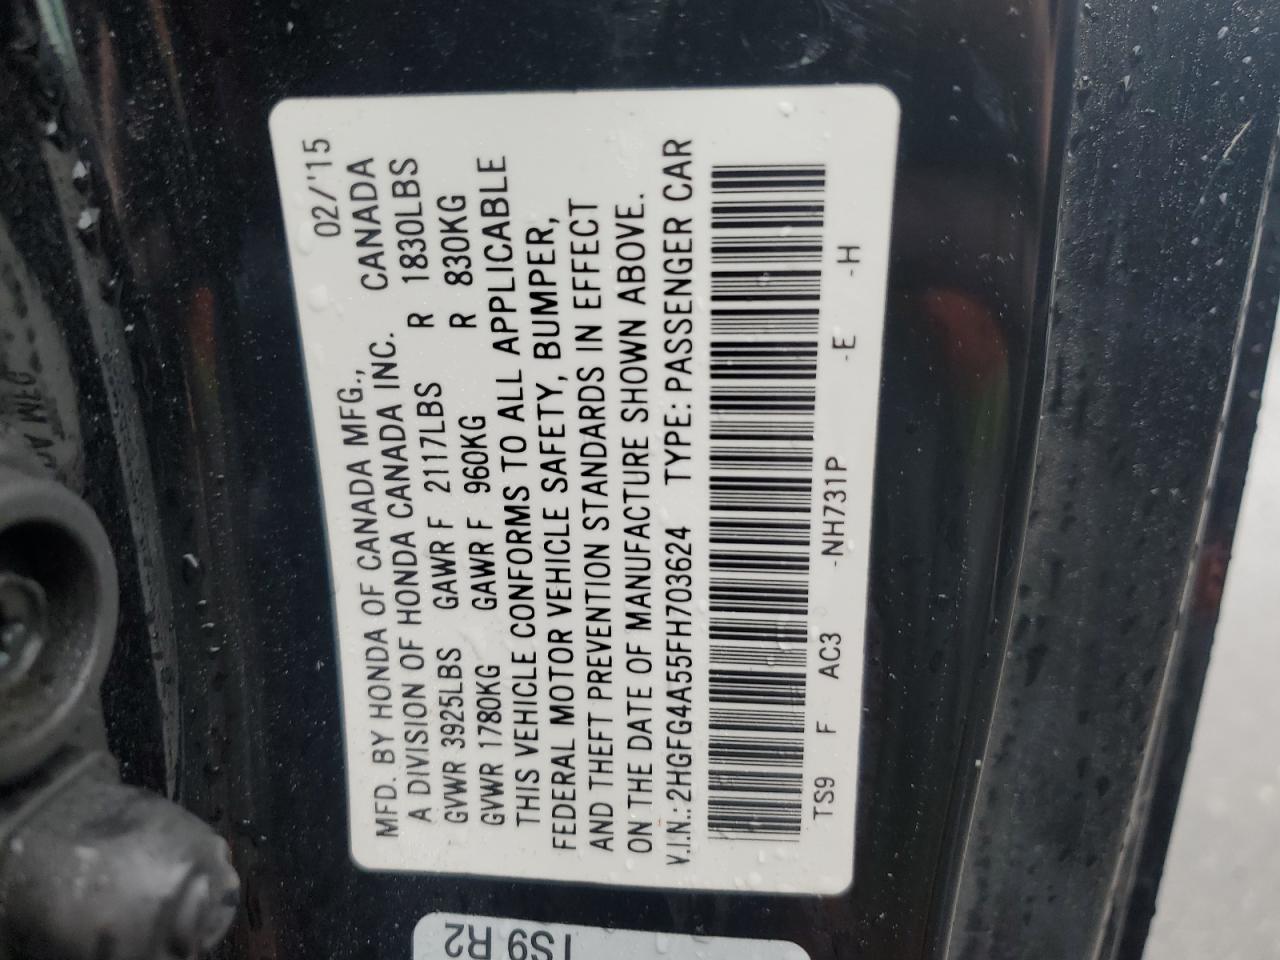 MFD. BY HONDA OF CANADA MFG., 02/'15
A DIVISION OF HONDA CANADA INC. CANADA
GVWR 3925LBS GAWR F 2117LBS R 1830LBS
GVWR 1780KG GAWR F 960KG R 830KG
THIS VEHICLE CONFORMS TO ALL APPLICABLE
FEDERAL MOTOR VEHICLE SAFETY, BUMPER,
AND THEFT PREVENTION STANDARDS IN EFFECT
ON THE DATE OF MANUFACTURE SHOWN ABOVE.
V.I.N.: 2HGFG4A55FH703624 TYPE: PASSENGER CAR
TS9 F AC3 -NH731P -E -H
TS9 R2